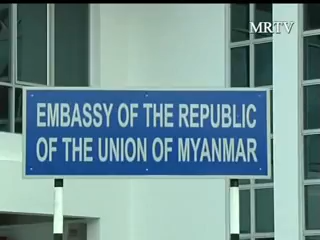 MRTV
EMBASSY OF THE REPUBLIC
OF THE UNION OF MYANMAR